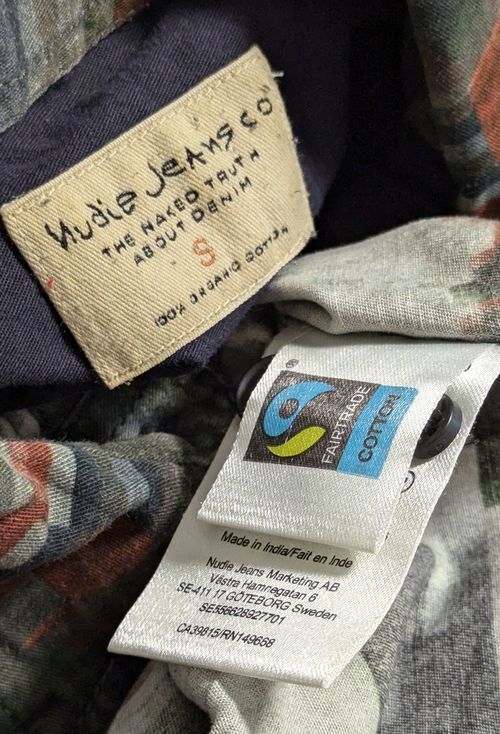 Nudie Jeans co
THE NAKED TRUTH
ABOUT DENIM
S
100% ORGANIC COTTON
®
FAIRTRADE
COTTON
Made in India/Fait en Inde
Nudie Jeans Marketing AB
Västra Hamnegatan 6
SE-411 17 GÖTEBORG Sweden
SE556628927701
CA39815/RN149668